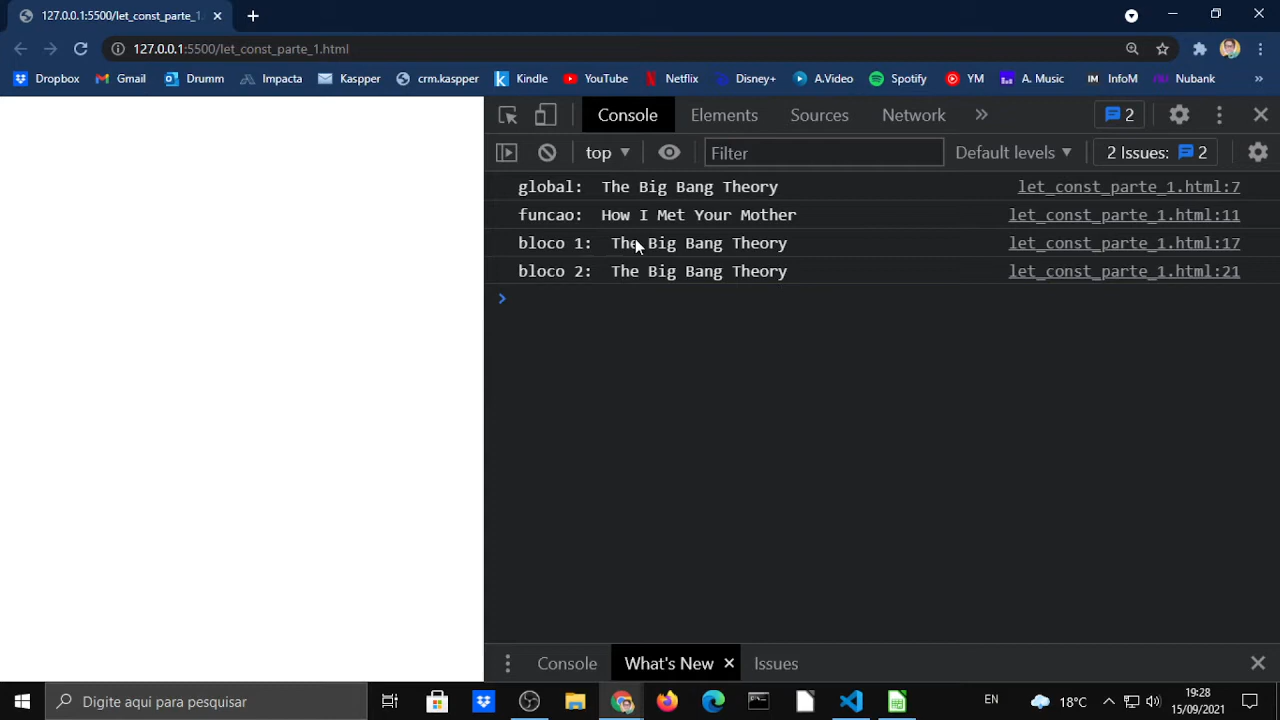 127.0.0.1:5500/let_const_parte_1.
127.0.0.1:5500/let_const_parte_1.html
Dropbox Gmail Drumm Impacta Kaspper crm.kaspper Kindle YouTube Netflix Disney+ A.Video Spotify YM A. Music IM InfoM Nubank »
Console Elements Sources Network » 2
top Filter Default levels 2 Issues: 2
global: The Big Bang Theory let_const_parte_1.html:7
funcao: How I Met Your Mother let_const_parte_1.html:11
bloco 1: The Big Bang Theory let_const_parte_1.html:17
bloco 2: The Big Bang Theory let_const_parte_1.html:21
Console What's New Issues
Digite aqui para pesquisar EN 18°C 19:28
15/09/2021